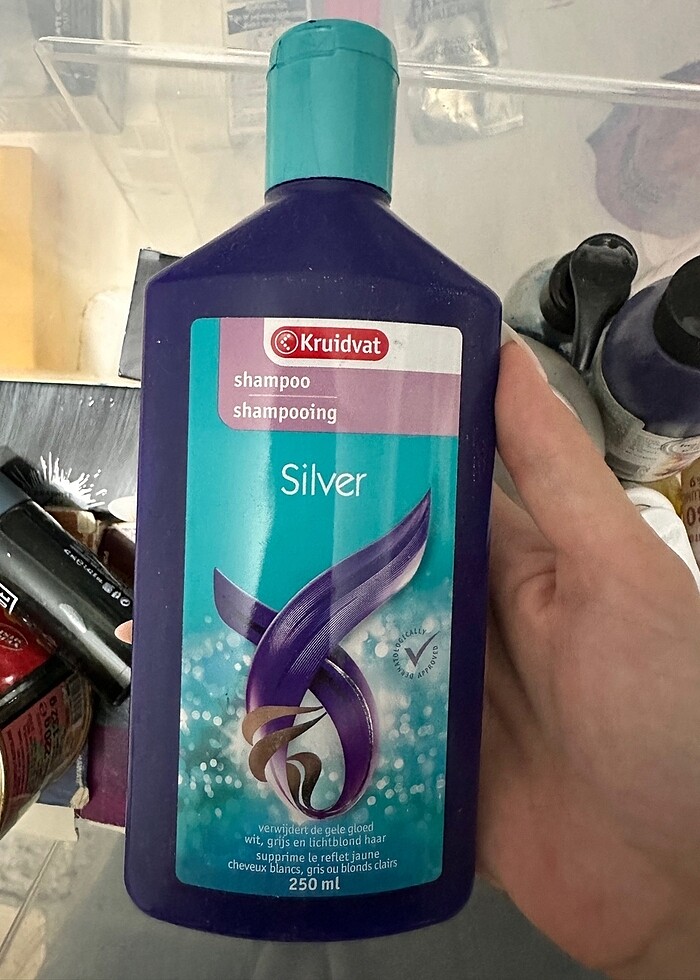 Kruidvat
shampoo
shampooing
Silver
DERMATOLOGICALLY APPROVED
verwijdert de gele gloed
wit, grijs en lichtblond haar
supprime le reflet jaune
cheveux blancs, gris ou blonds clairs
250 ml